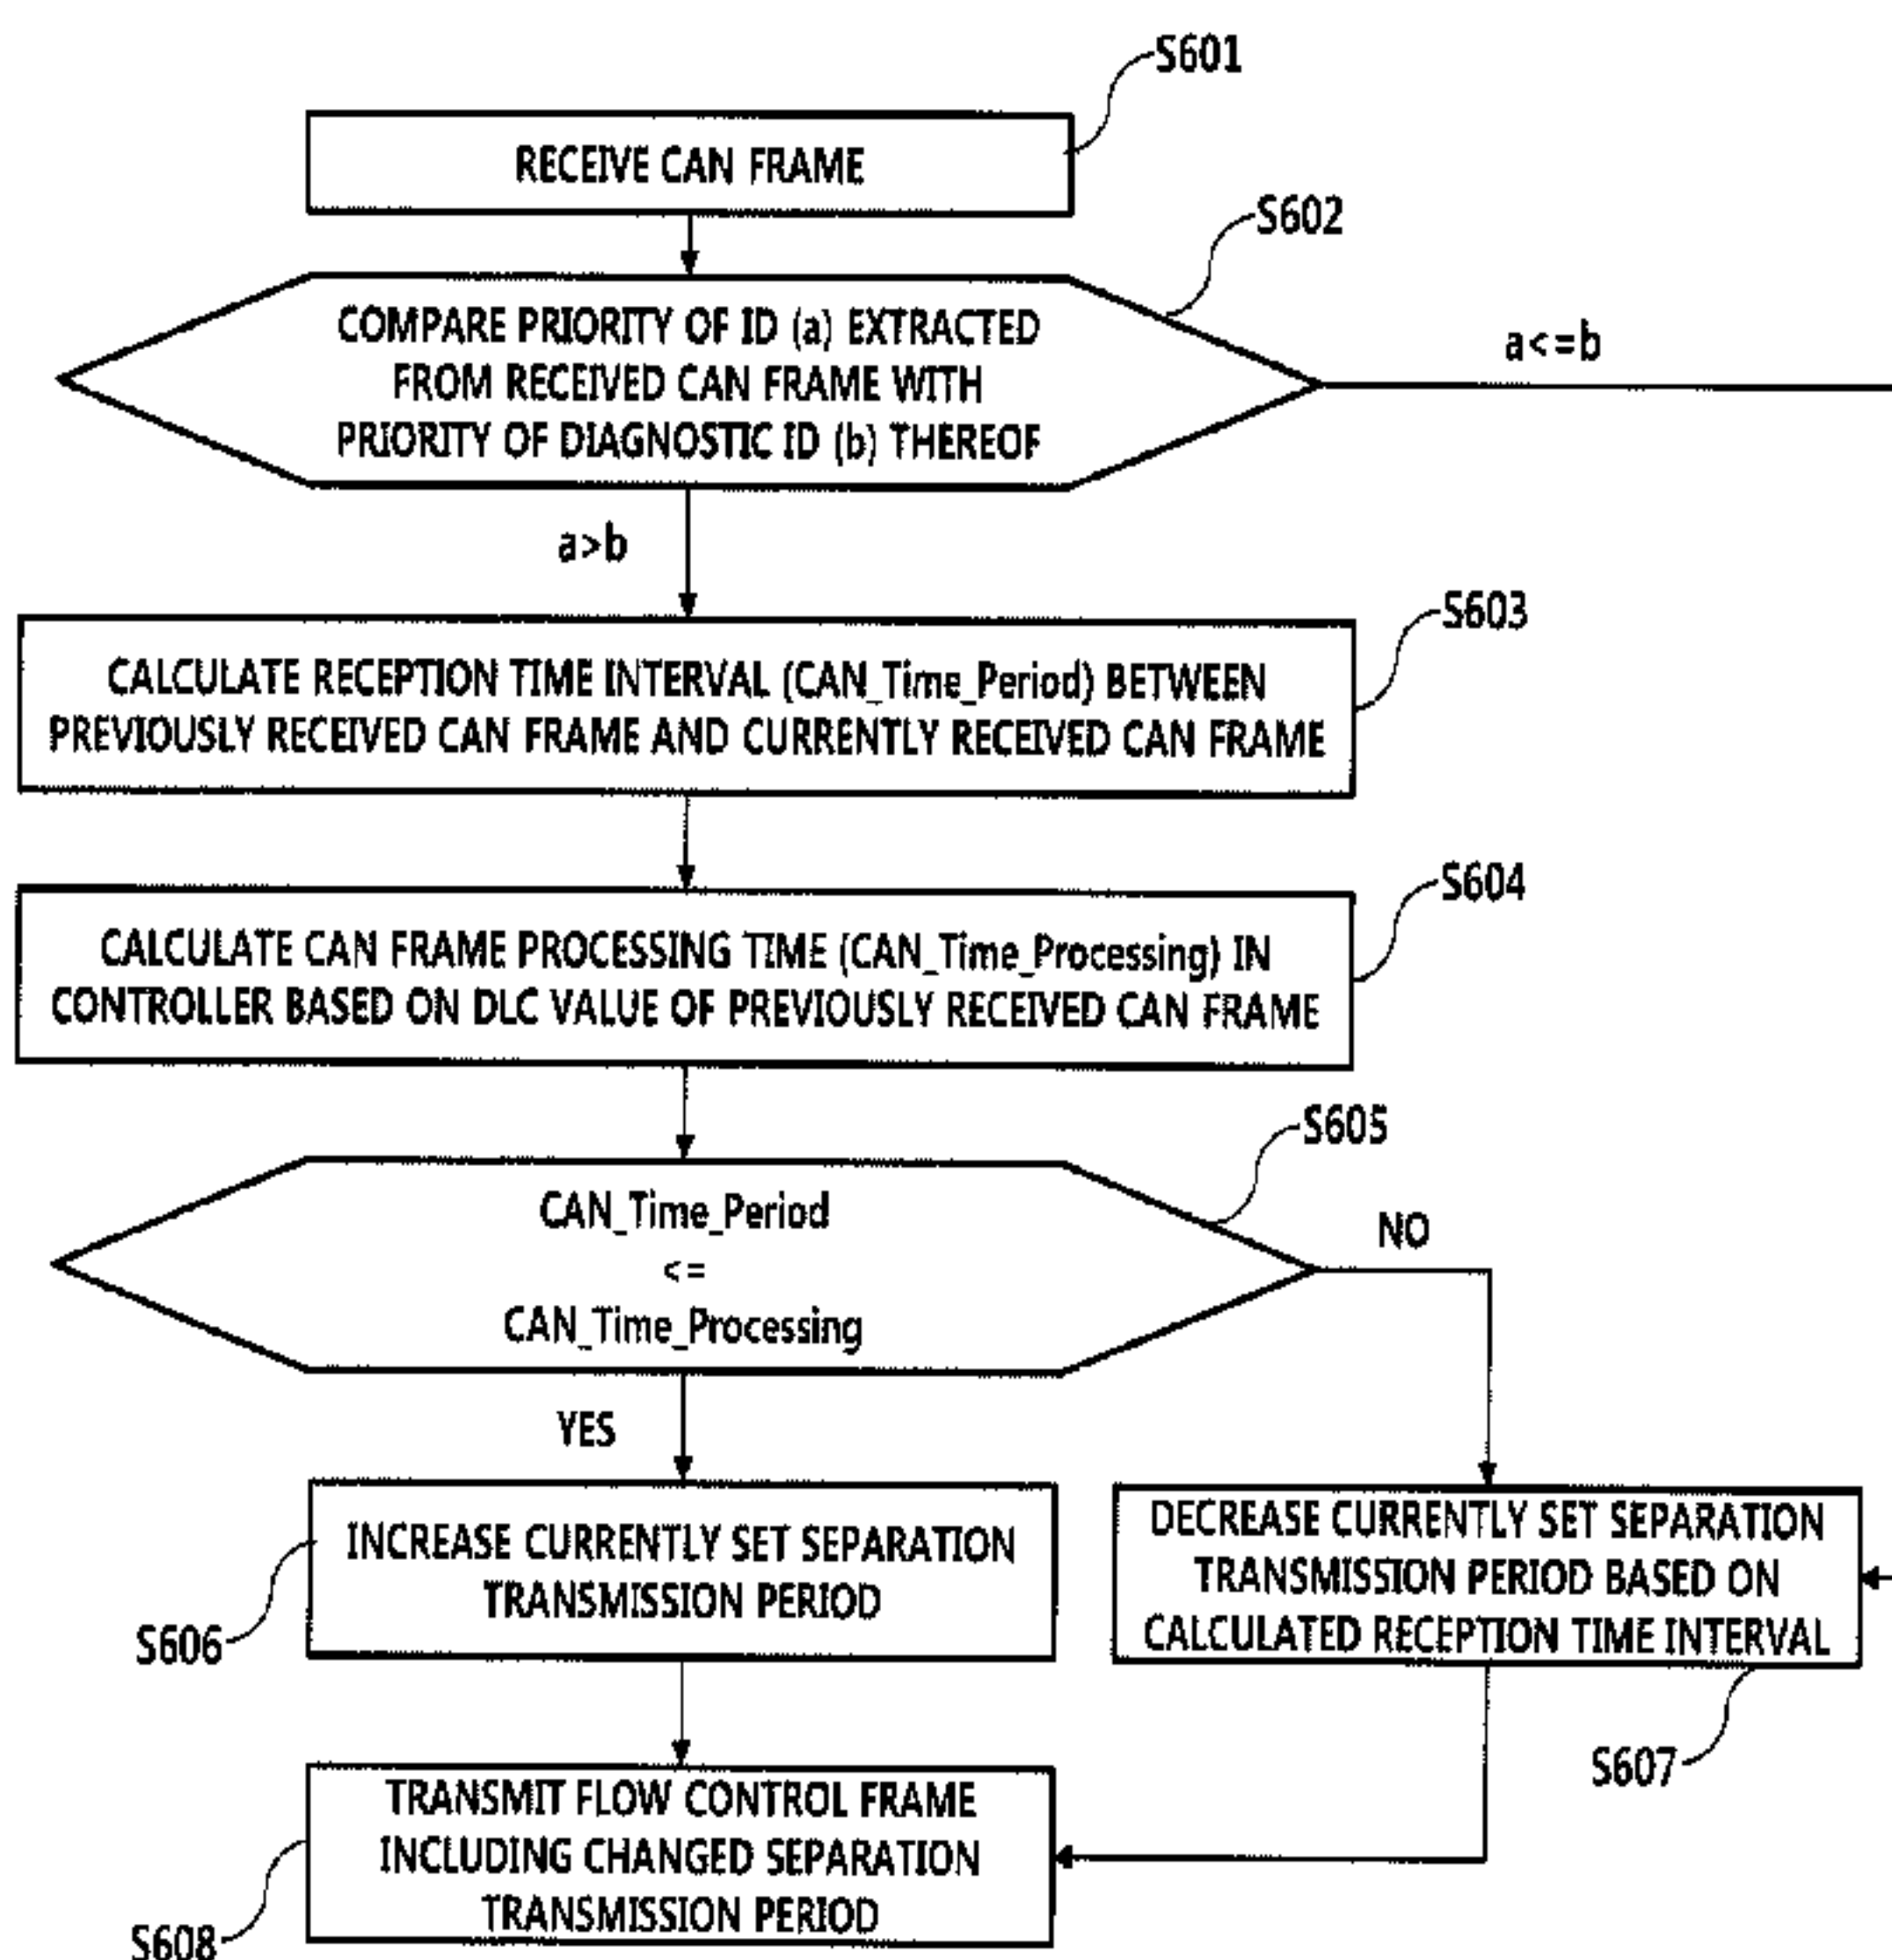 S601
RECEIVE CAN FRAME
S602
COMPARE PRIORITY OF ID (a) EXTRACTED
FROM RECEIVED CAN FRAME WITH
PRIORITY OF DIAGNOSTIC ID (b) THEREOF
a<=b
a>b
S603
CALCULATE RECEPTION TIME INTERVAL (CAN_Time_Period) BETWEEN
PREVIOUSLY RECEIVED CAN FRAME AND CURRENTLY RECEIVED CAN FRAME
S604
CALCULATE CAN FRAME PROCESSING TIME (CAN_Time_Processing) IN
CONTROLLER BASED ON DLC VALUE OF PREVIOUSLY RECEIVED CAN FRAME
S605
CAN_Time_Period
<=
CAN_Time_Processing
NO
YES
INCREASE CURRENTLY SET SEPARATION
TRANSMISSION PERIOD
S606
DECREASE CURRENTLY SET SEPARATION
TRANSMISSION PERIOD BASED ON
CALCULATED RECEPTION TIME INTERVAL
S607
TRANSMIT FLOW CONTROL FRAME
INCLUDING CHANGED SEPARATION
TRANSMISSION PERIOD
S608